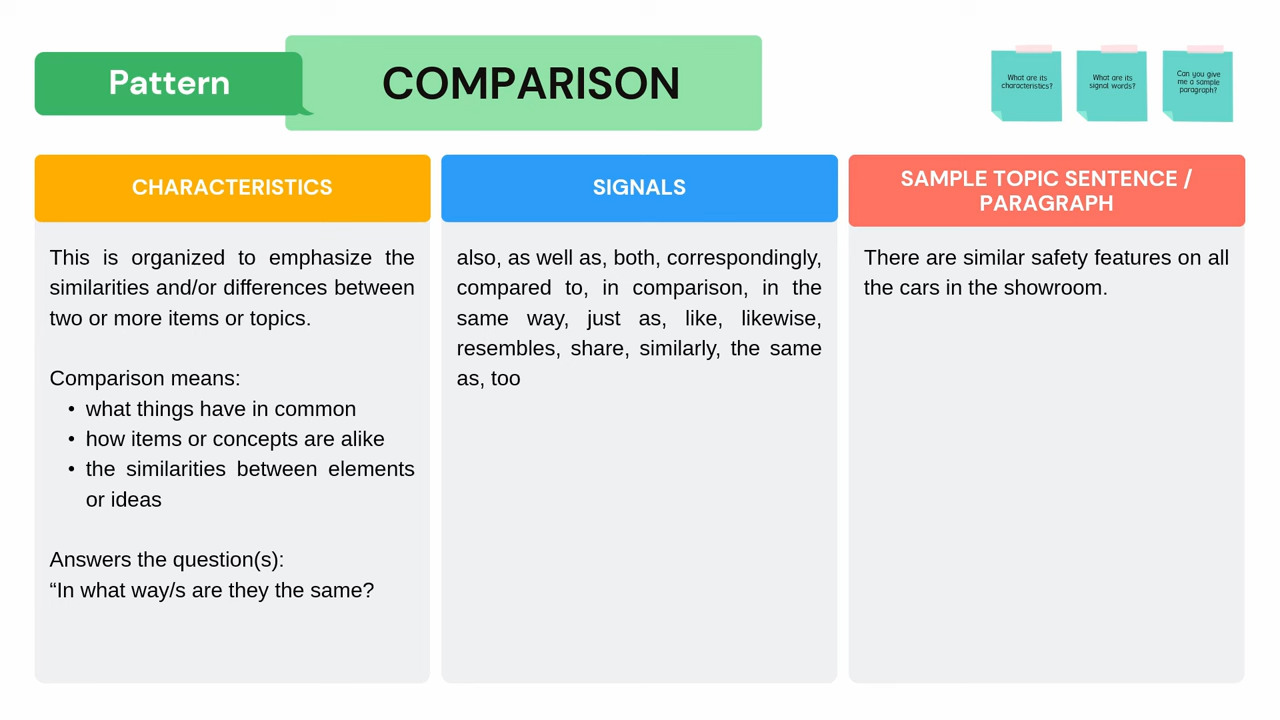 Pattern
COMPARISON
What are its
characteristics?
What are its
signal words?
Can you give
me a sample
paragraph?
CHARACTERISTICS
This is organized to emphasize the
similarities and/or differences between
two or more items or topics.
Comparison means:
• what things have in common
• how items or concepts are alike
• the similarities between elements
or ideas
Answers the question(s):
“In what way/s are they the same?
SIGNALS
also, as well as, both, correspondingly,
compared to, in comparison, in the
same way, just as, like, likewise,
resembles, share, similarly, the same
as, too
SAMPLE TOPIC SENTENCE /
PARAGRAPH
There are similar safety features on all
the cars in the showroom.